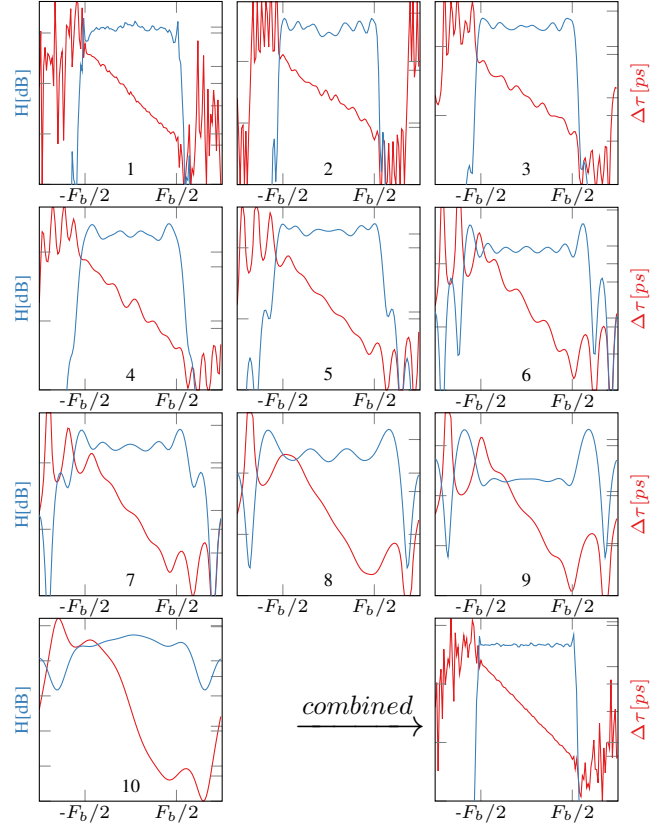 H[dB] 1 2 3 Δτ[ps]
-F_b/2 F_b/2 -F_b/2 F_b/2 -F_b/2 F_b/2
H[dB] 4 5 6 Δτ[ps]
-F_b/2 F_b/2 -F_b/2 F_b/2 -F_b/2 F_b/2
H[dB] 7 8 9 Δτ[ps]
-F_b/2 F_b/2 -F_b/2 F_b/2 -F_b/2 F_b/2
H[dB] 10 combined Δτ[ps]
-F_b/2 F_b/2 -F_b/2 F_b/2